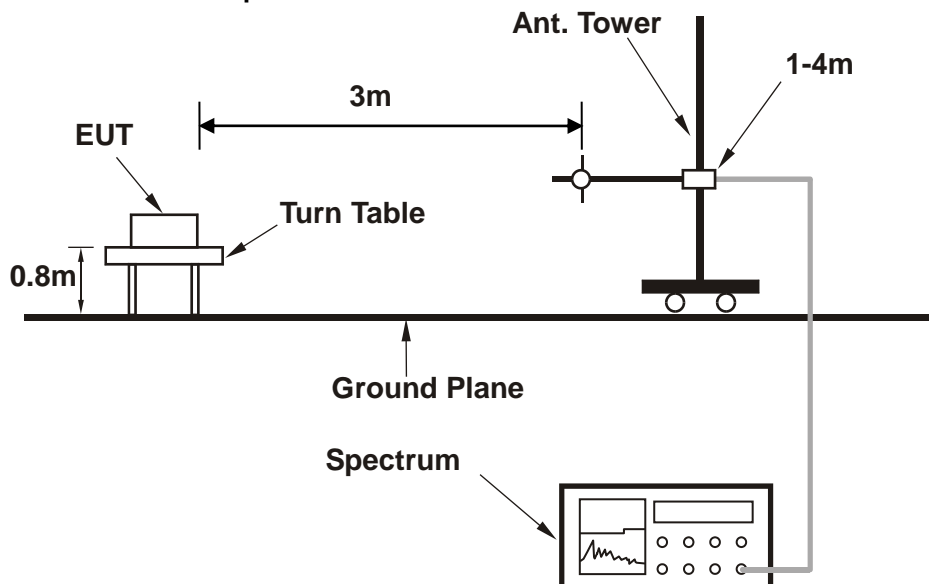 Ant. Tower
1-4m
3m
EUT
Turn Table
0.8m
Ground Plane
Spectrum